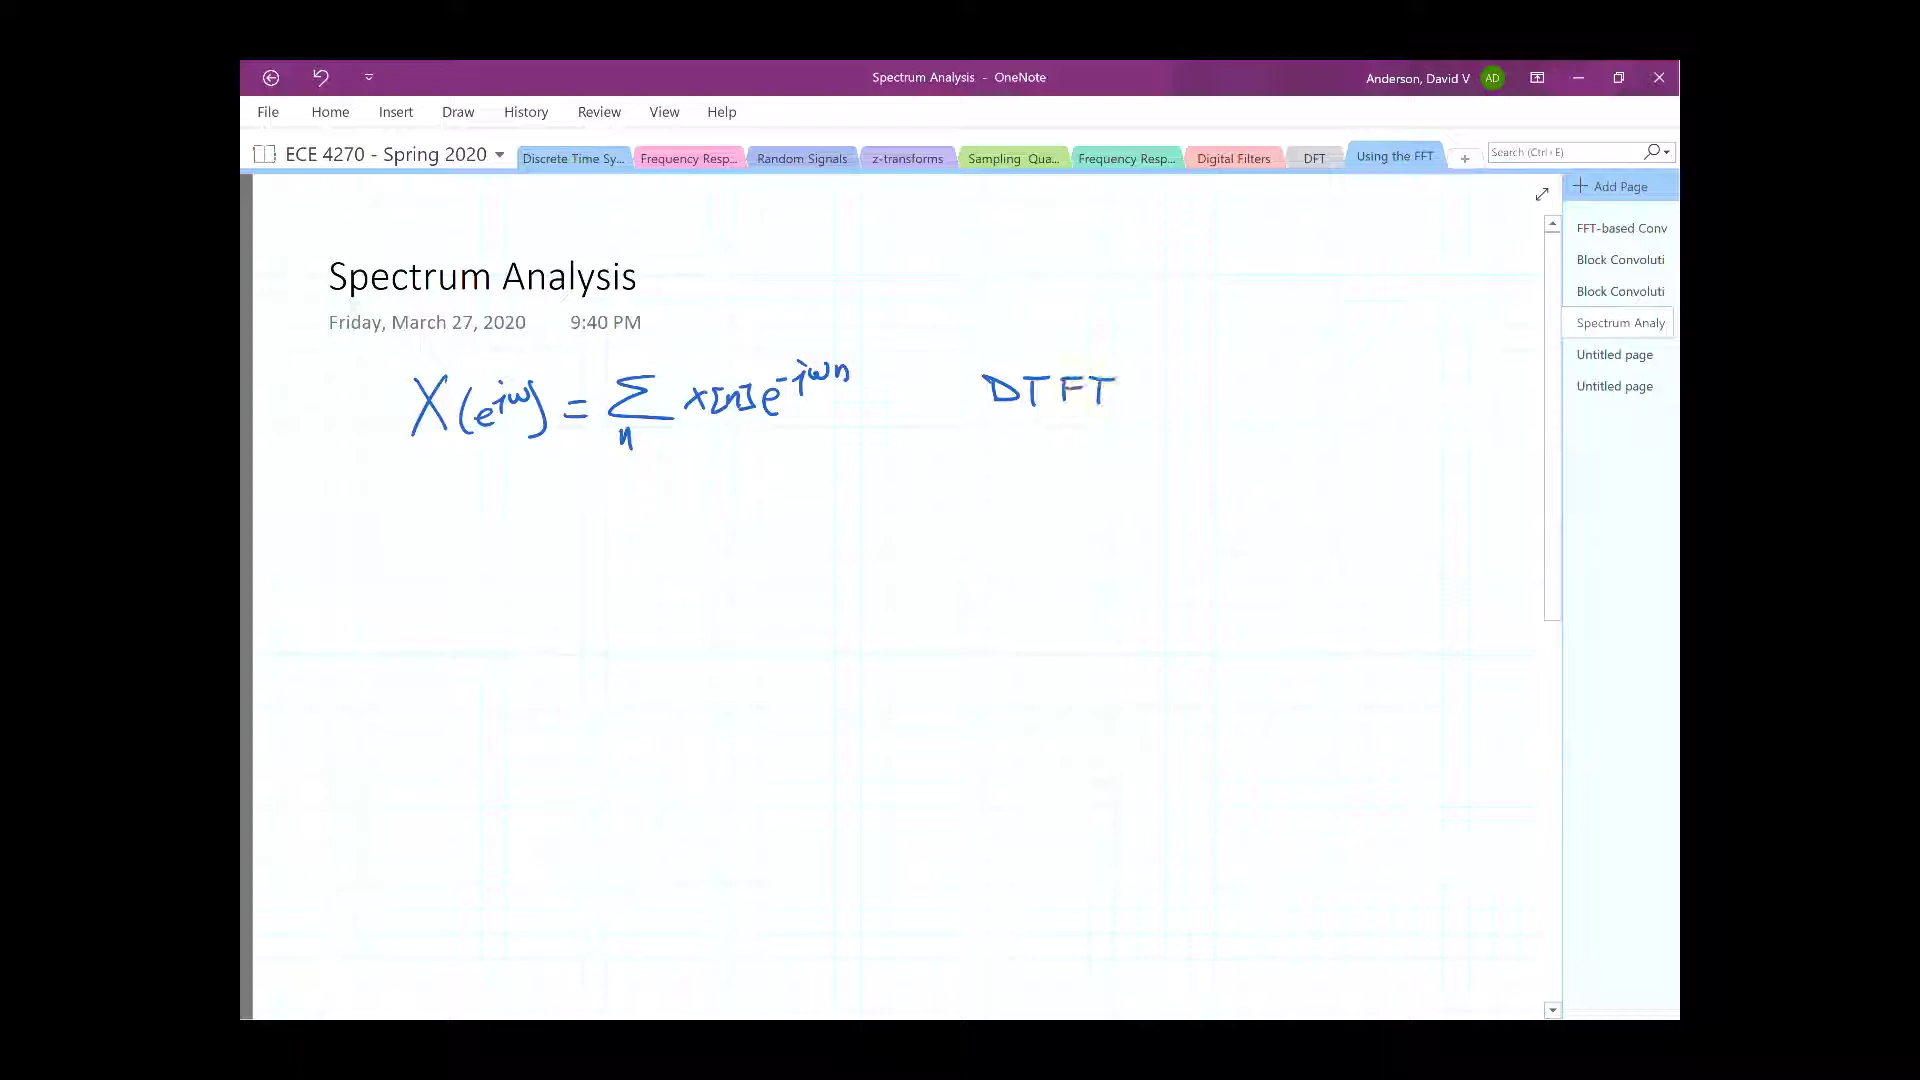 Spectrum Analysis - OneNote
Anderson, David V AD
File Home Insert Draw History Review View Help
ECE 4270 - Spring 2020
Discrete Time Sy... Frequency Resp... Random Signals z-transforms Sampling Qua... Frequency Resp... Digital Filters DFT Using the FFT +
Search (Ctrl+E)
Add Page
FFT-based Conv
Block Convoluti
Block Convoluti
Spectrum Analy
Untitled page
Untitled page
Spectrum Analysis
Friday, March 27, 2020 9:40 PM
X(e^{jω}) = Σ_n x[n]e^{-jωn} DTFT